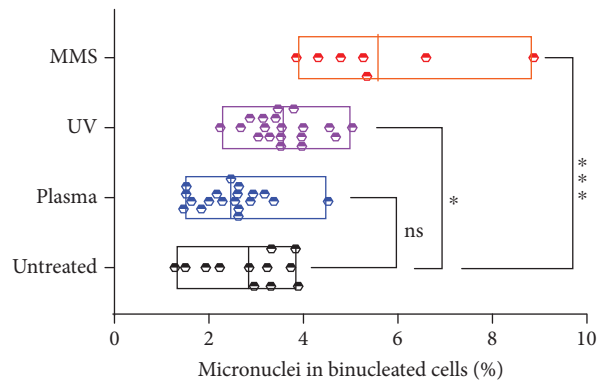 MMS
UV
Plasma
Untreated
ns
*
***
0 2 4 6 8 10
Micronuclei in binucleated cells (%)